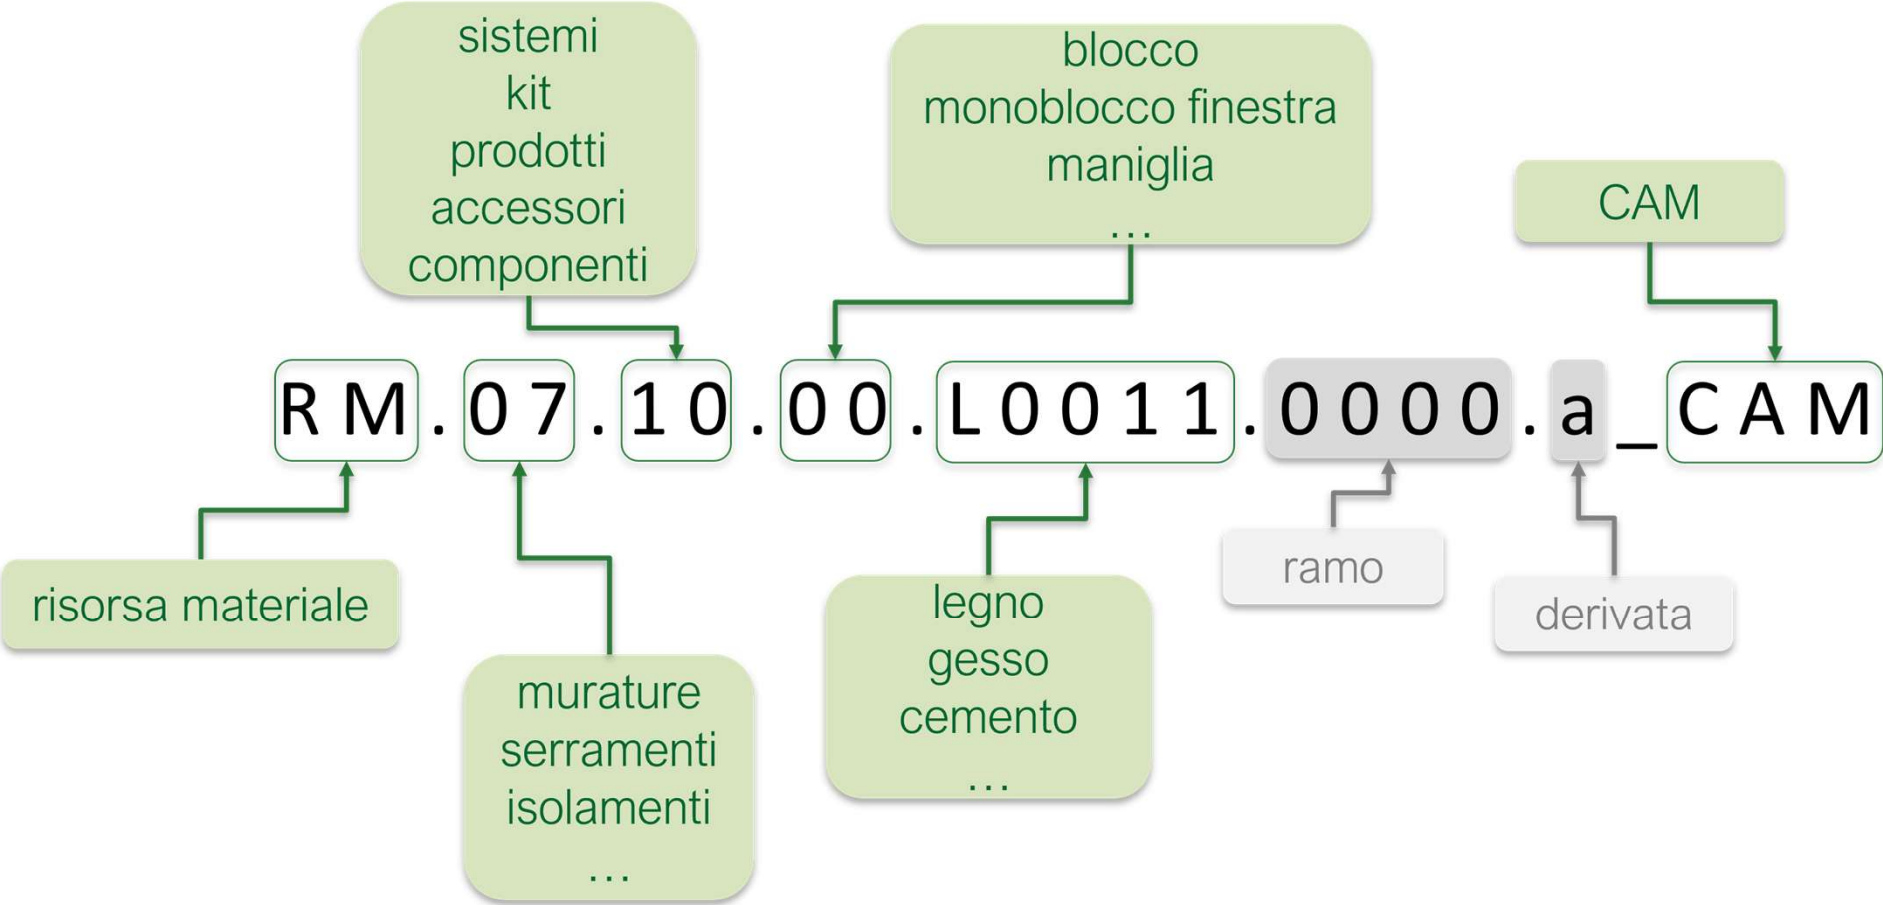 sistemi
kit
prodotti
accessori
componenti
blocco
monoblocco finestra
maniglia
...
CAM
RM.07.10.00.L0011.0000.a_CAM
risorsa materiale
murature
serramenti
isolamenti
...
legno
gesso
cemento
...
ramo
derivata